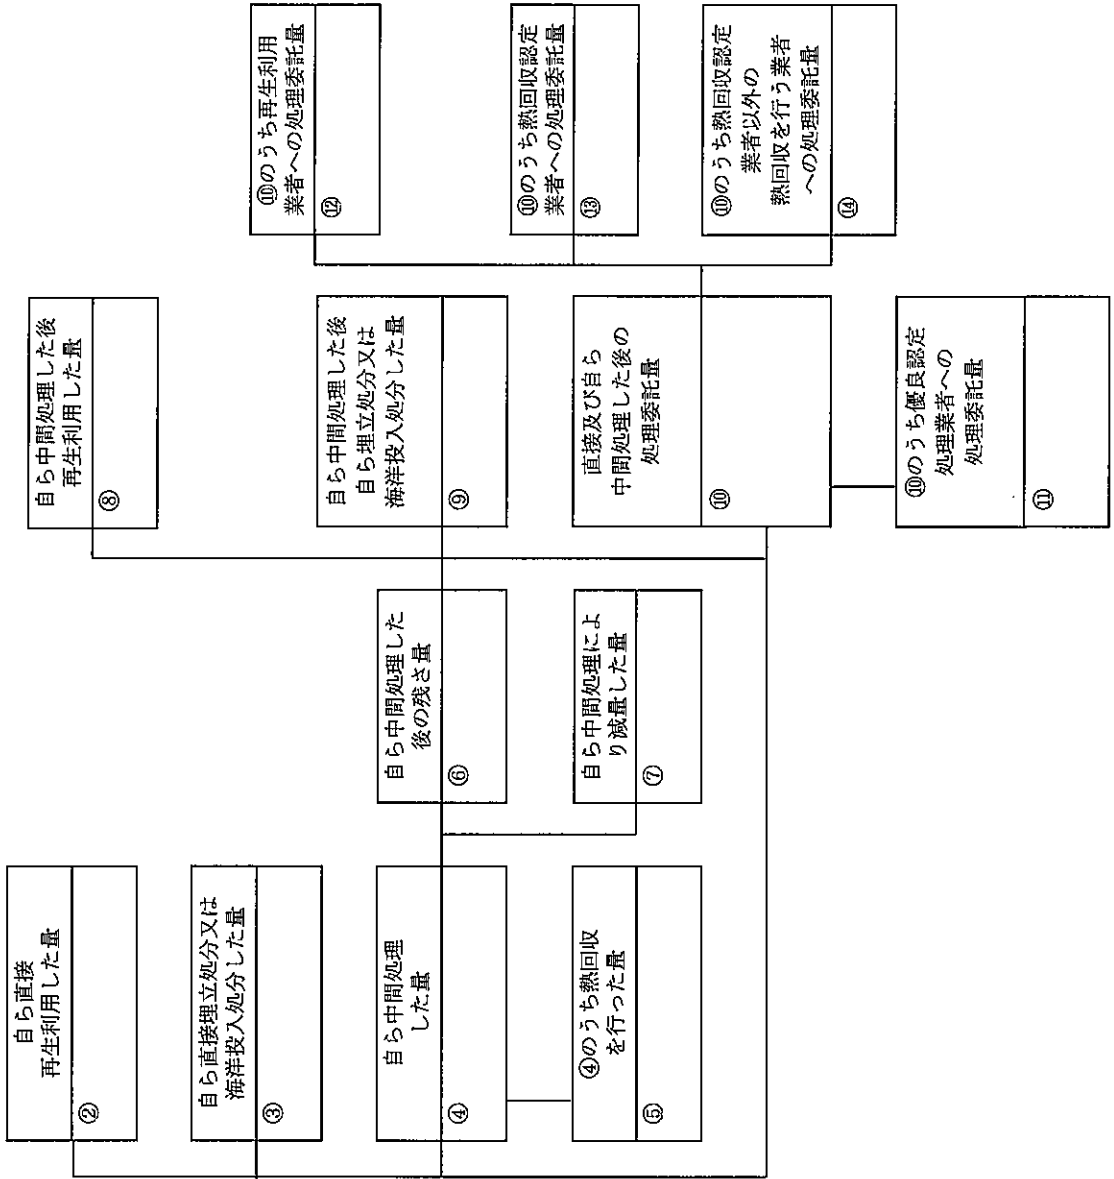 自ら直接
再生利用した量
②
自ら直接埋立処分又は
海洋投入処分した量
③
自ら中間処理
した量
④
④のうち熱回収
を行った量
⑤
自ら中間処理した
後の残さ量
⑥
自ら中間処理によ
り減量した量
⑦
自ら中間処理した後
再生利用した量
⑧
自ら中間処理した後
自ら埋立処分又は
海洋投入処分した量
⑨
直接及び自ら
中間処理した後の
処理委託量
⑩
⑩のうち優良認定
処理業者への
処理委託量
⑪
⑩のうち再生利用
業者への処理委託量
⑫
⑩のうち熱回収認定
業者への処理委託量
⑬
⑩のうち熱回収認定
業者以外の
熱回収を行う業者
への処理委託量
⑭